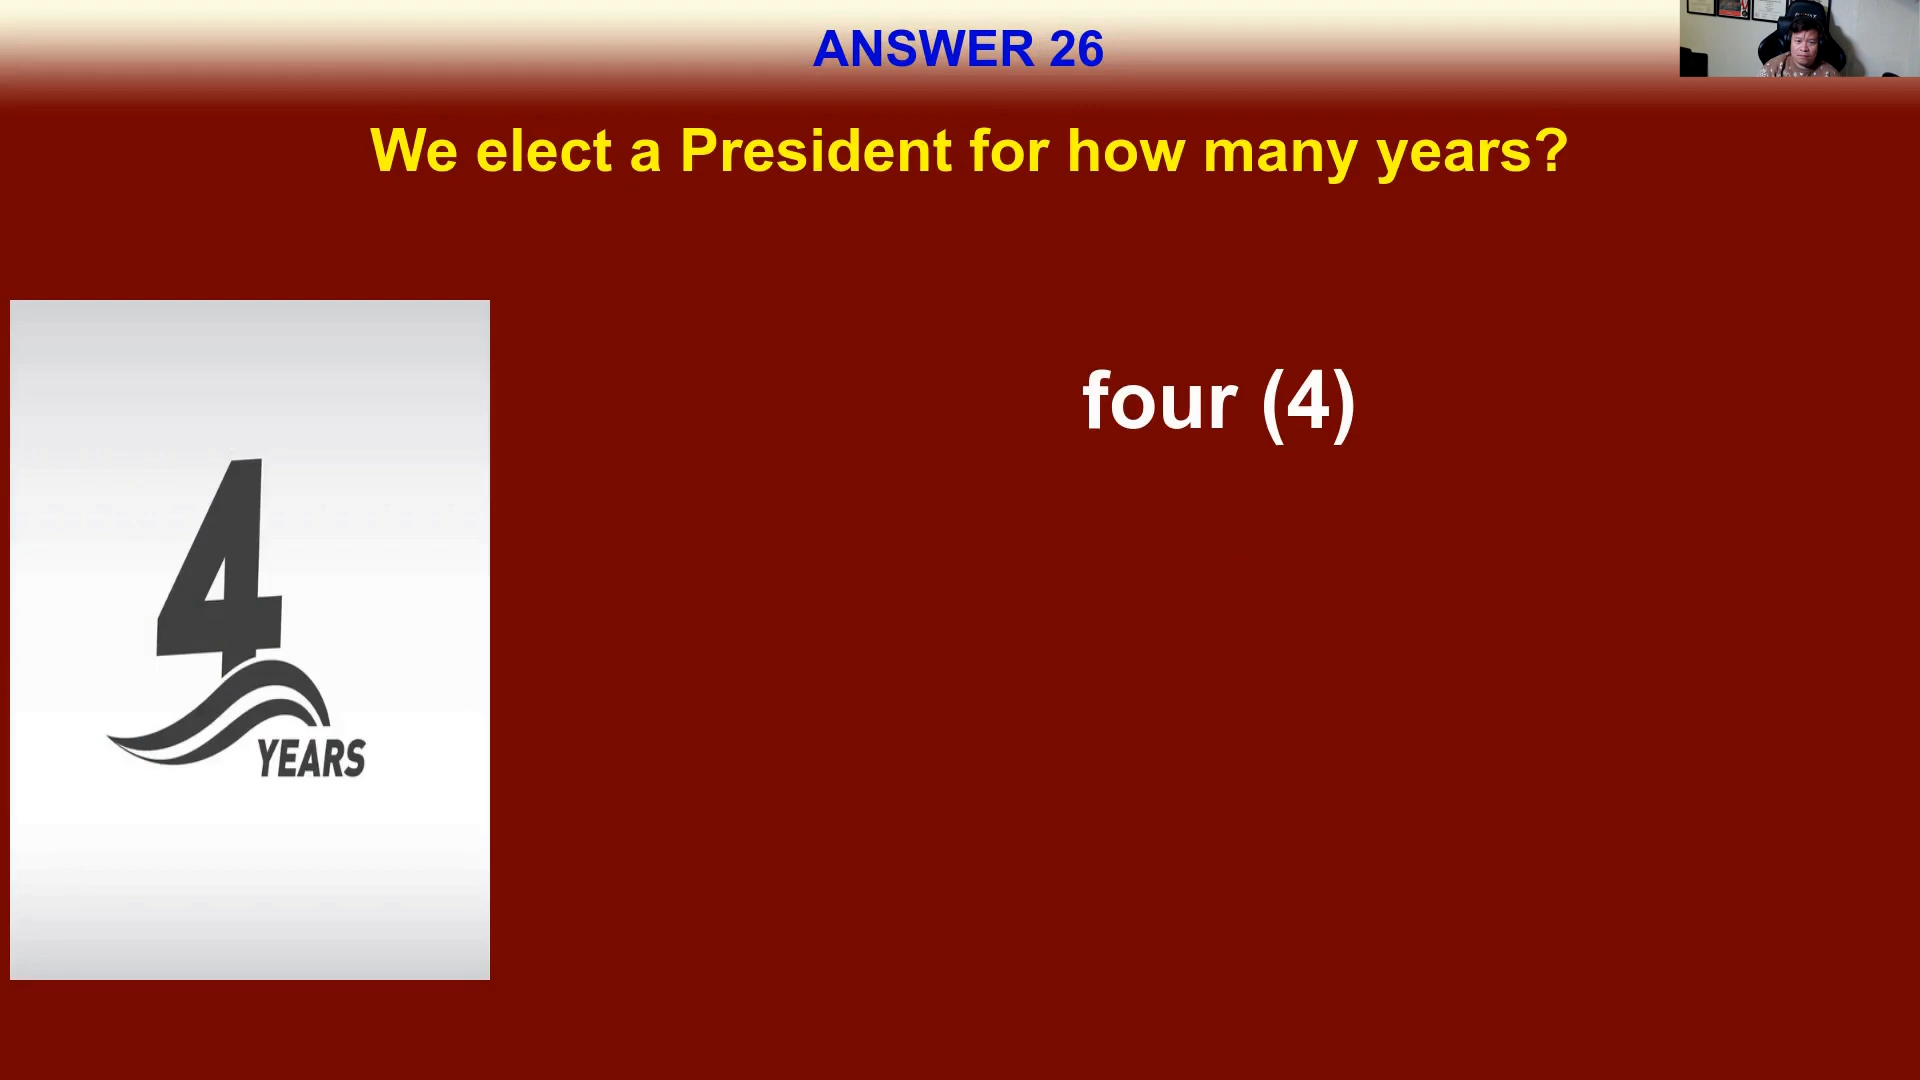 ANSWER 26
We elect a President for how many years?
four (4)
4
YEARS